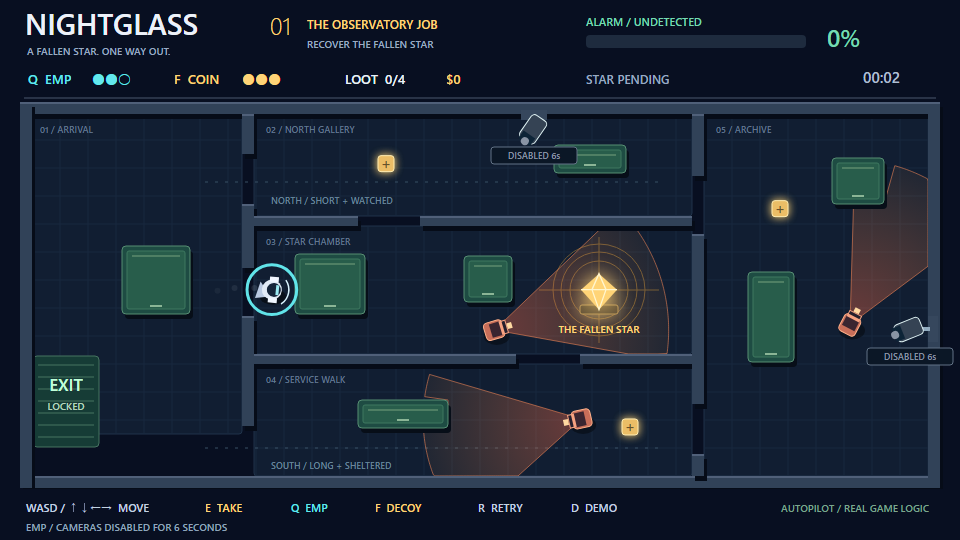 NIGHTGLASS
A FALLEN STAR. ONE WAY OUT.
01 THE OBSERVATORY JOB
RECOVER THE FALLEN STAR
ALARM / UNDETECTED
0%
Q EMP
F COIN
LOOT 0/4
$0
STAR PENDING
00:02
01 / ARRIVAL
02 / NORTH GALLERY
05 / ARCHIVE
DISABLED 6s
+
+
NORTH / SHORT + WATCHED
03 / STAR CHAMBER
THE FALLEN STAR
DISABLED 6s
EXIT
LOCKED
04 / SERVICE WALK
+
SOUTH / LONG + SHELTERED
WASD / ↑↓←→ MOVE
E TAKE
Q EMP
F DECOY
R RETRY
D DEMO
AUTOPILOT / REAL GAME LOGIC
EMP / CAMERAS DISABLED FOR 6 SECONDS